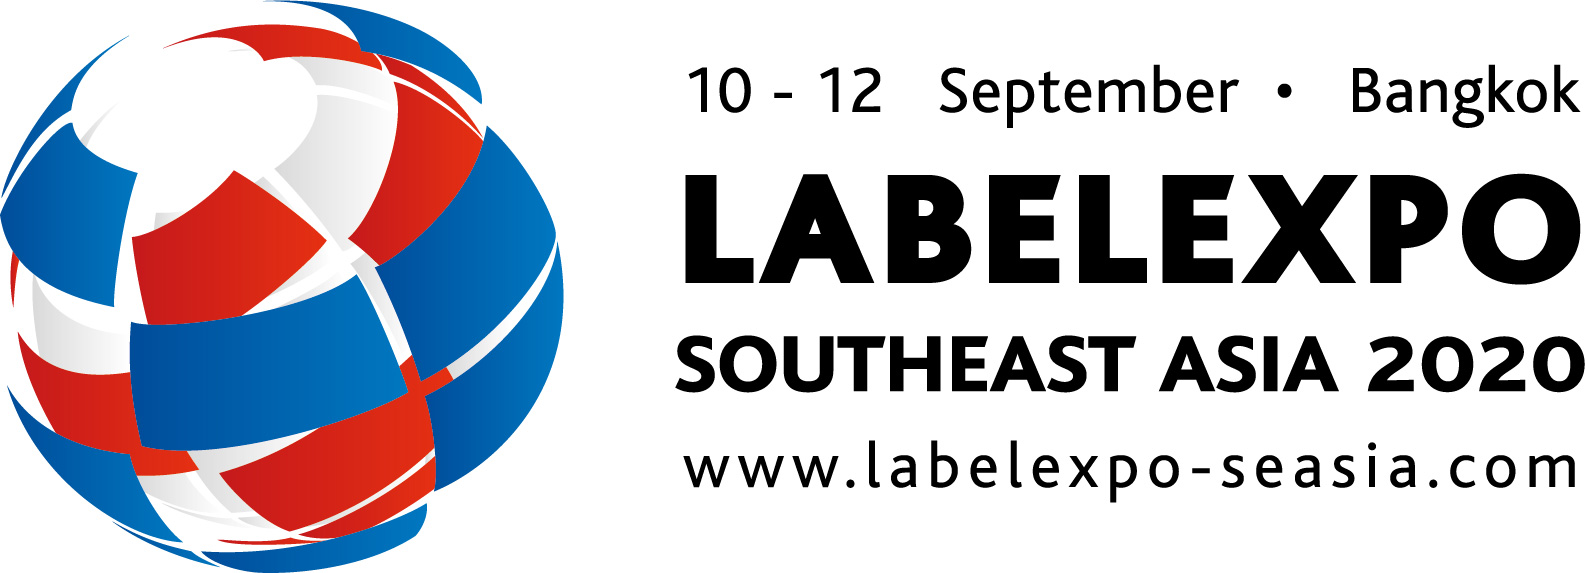 10 - 12 September • Bangkok
LABELEXPO
SOUTHEAST ASIA 2020
www.labelexpo-seasia.com